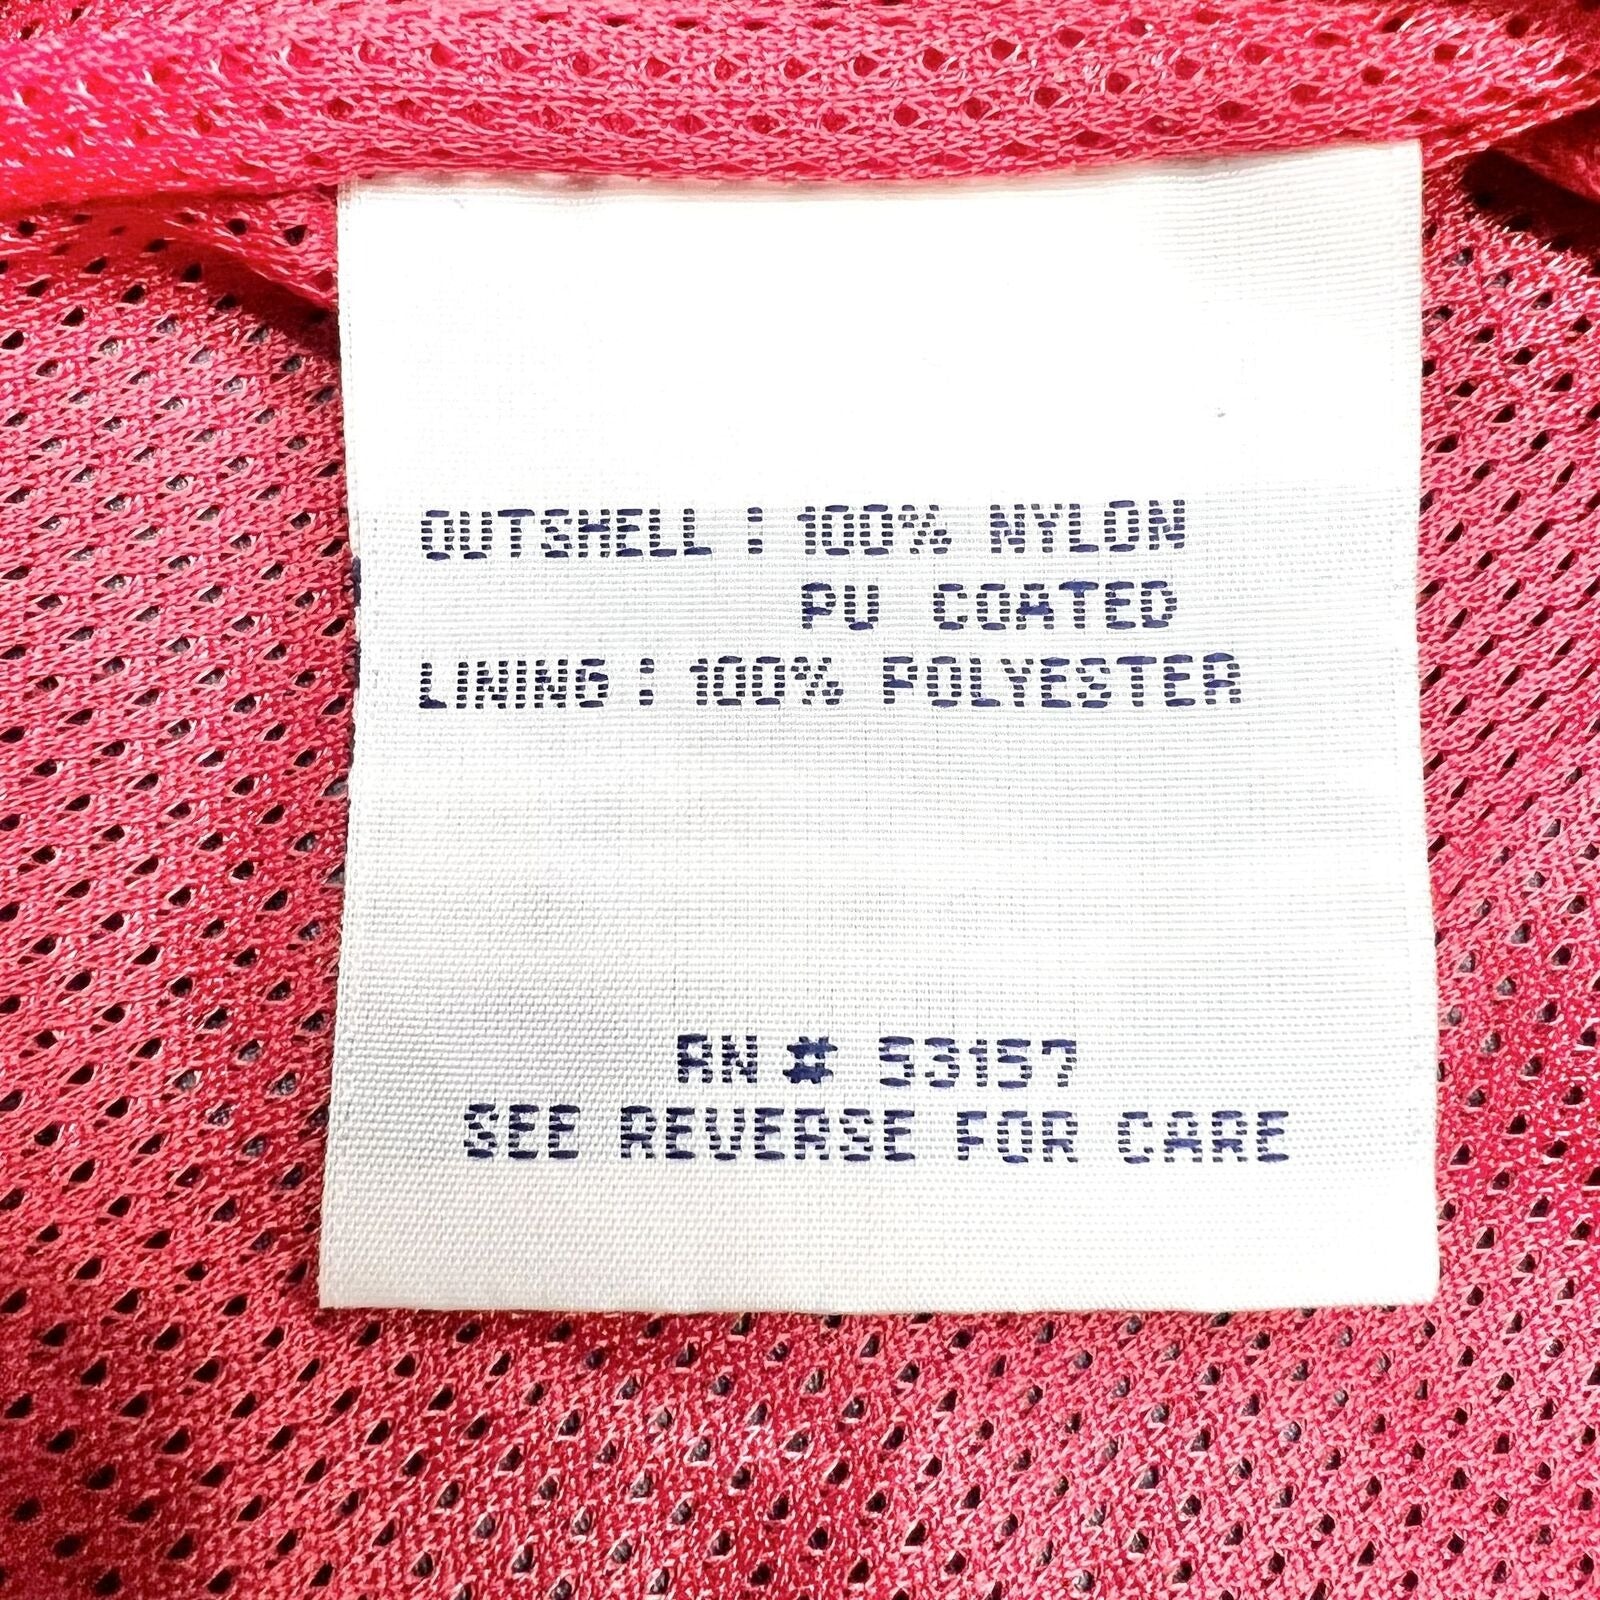 OUTSHELL : 100% NYLON
PU COATED
LINING : 100% POLYESTER
RN # 53157
SEE REVERSE FOR CARE